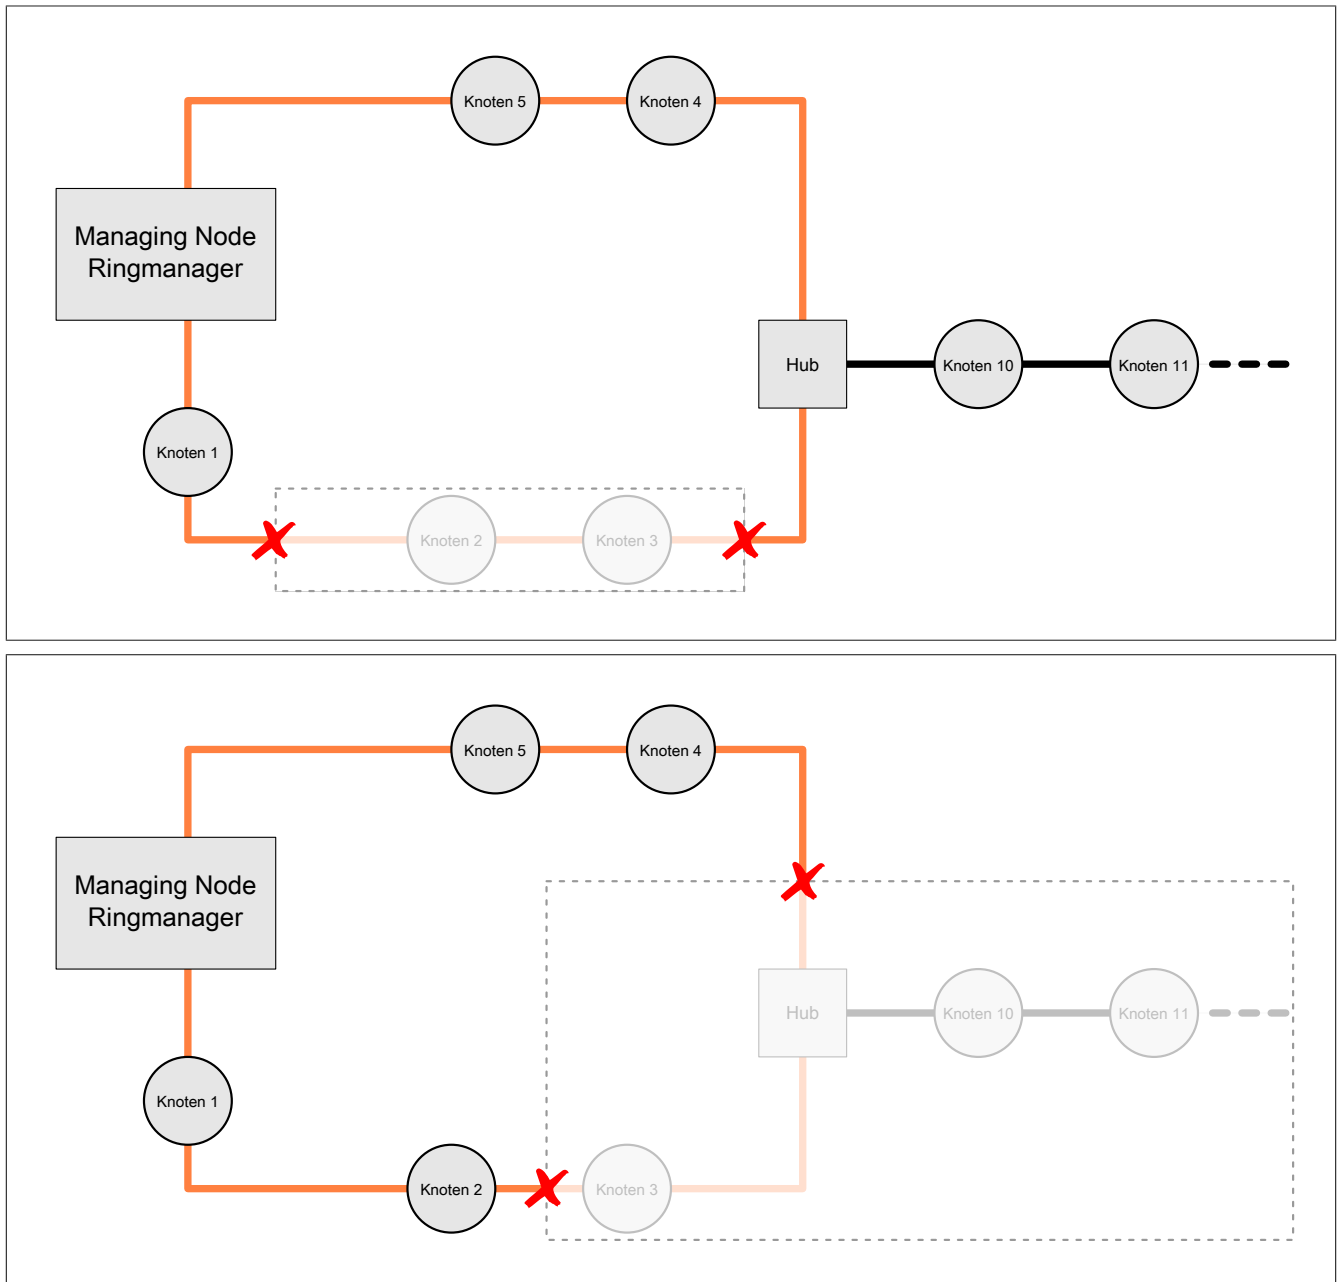 Knoten 5
Knoten 4
Managing Node
Ringmanager
Hub
Knoten 10
Knoten 11
Knoten 1
Knoten 2
Knoten 3
Knoten 5
Knoten 4
Managing Node
Ringmanager
Hub
Knoten 10
Knoten 11
Knoten 1
Knoten 2
Knoten 3